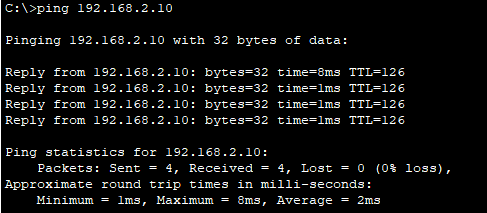 C:\>ping 192.168.2.10
Pinging 192.168.2.10 with 32 bytes of data:
Reply from 192.168.2.10: bytes=32 time=8ms TTL=126
Reply from 192.168.2.10: bytes=32 time=1ms TTL=126
Reply from 192.168.2.10: bytes=32 time=1ms TTL=126
Reply from 192.168.2.10: bytes=32 time=1ms TTL=126
Ping statistics for 192.168.2.10:
Packets: Sent = 4, Received = 4, Lost = 0 (0% loss),
Approximate round trip times in milli-seconds:
Minimum = 1ms, Maximum = 8ms, Average = 2ms